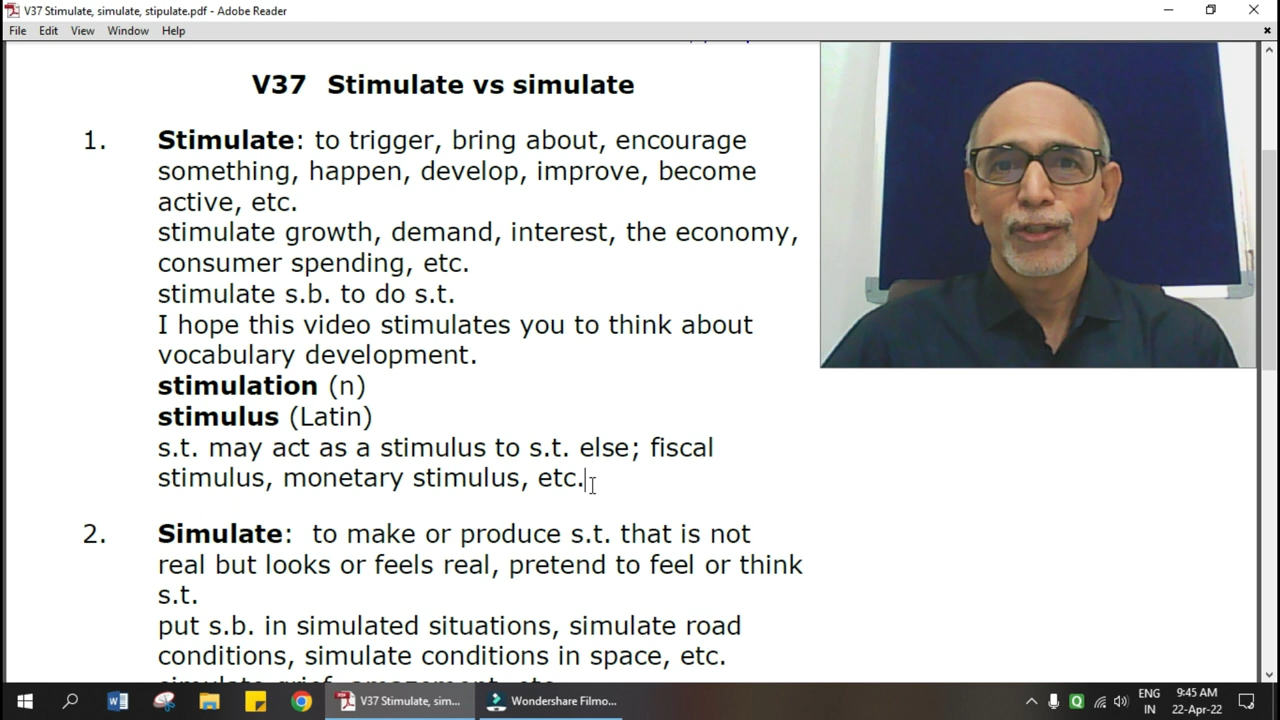 V37 Stimulate, simulate, stipulate.pdf - Adobe Reader
File Edit View Window Help
V37 Stimulate vs simulate
1. Stimulate: to trigger, bring about, encourage
something, happen, develop, improve, become
active, etc.
stimulate growth, demand, interest, the economy,
consumer spending, etc.
stimulate s.b. to do s.t.
I hope this video stimulates you to think about
vocabulary development.
stimulation (n)
stimulus (Latin)
s.t. may act as a stimulus to s.t. else; fiscal
stimulus, monetary stimulus, etc.
2. Simulate: to make or produce s.t. that is not
real but looks or feels real, pretend to feel or think
s.t.
put s.b. in simulated situations, simulate road
conditions, simulate conditions in space, etc.
simulate grief, amazement, etc.
V37 Stimulate, sim... Wondershare Filmo... ENG 9:45 AM
IN 22-Apr-22